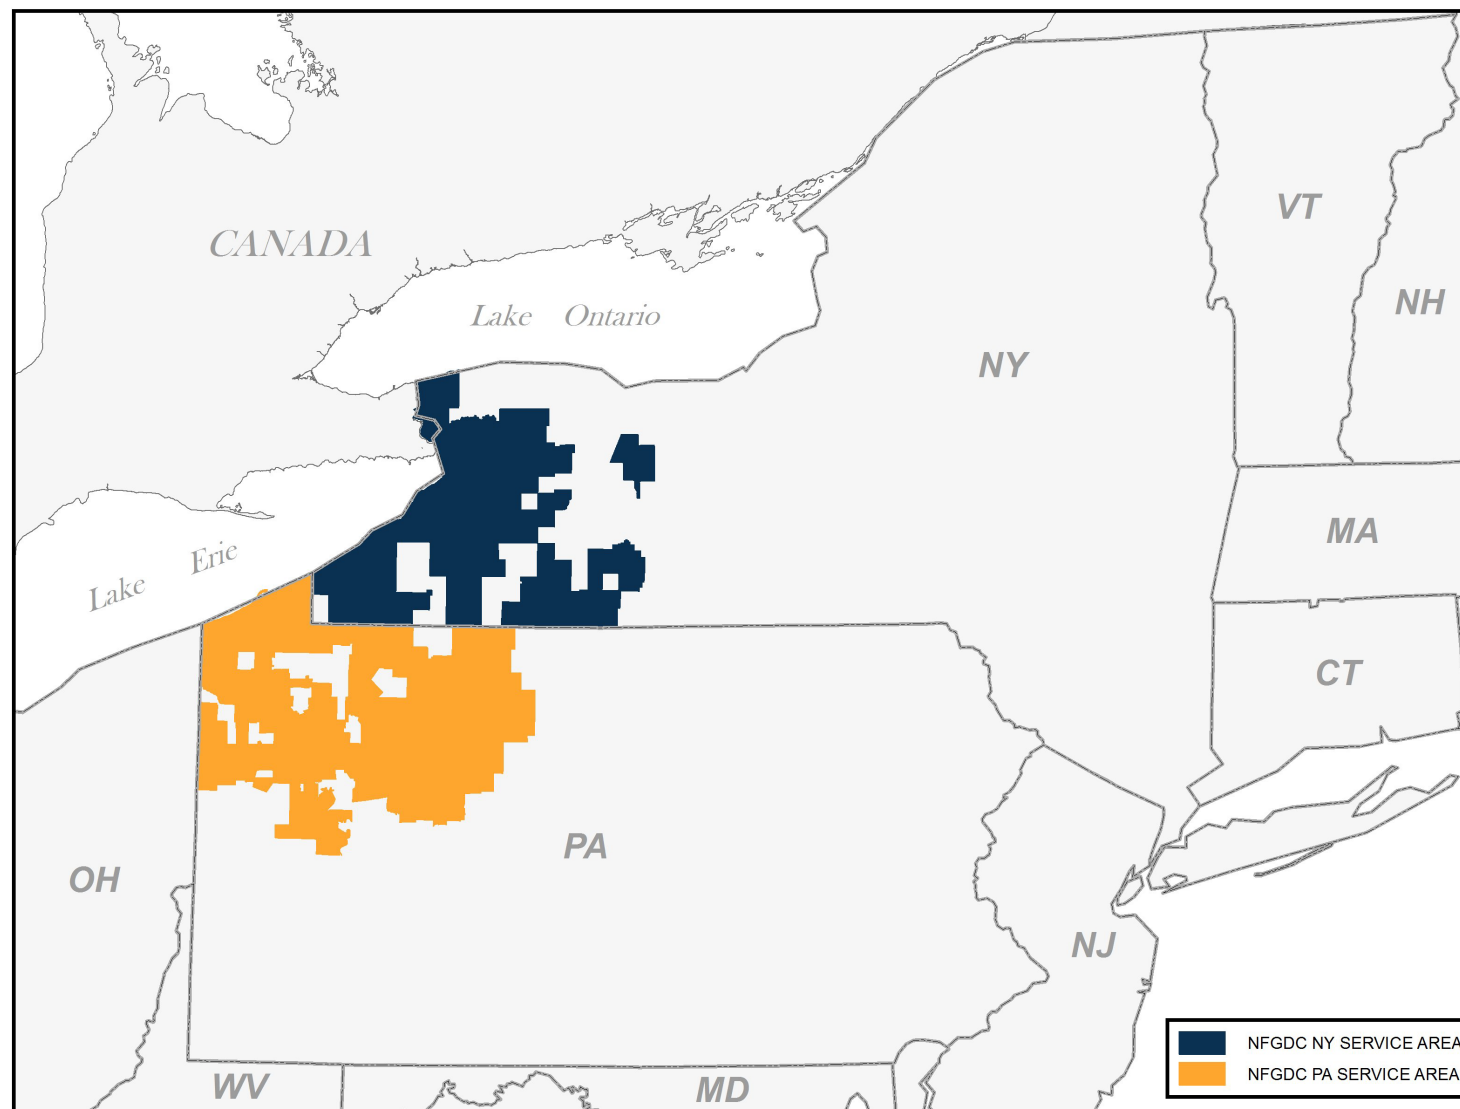 VT
CANADA
NH
Lake Ontario
NY
MA
Lake Erie
CT
PA
OH
NJ
NFGDC NY SERVICE AREA
NFGDC PA SERVICE AREA
WV
MD